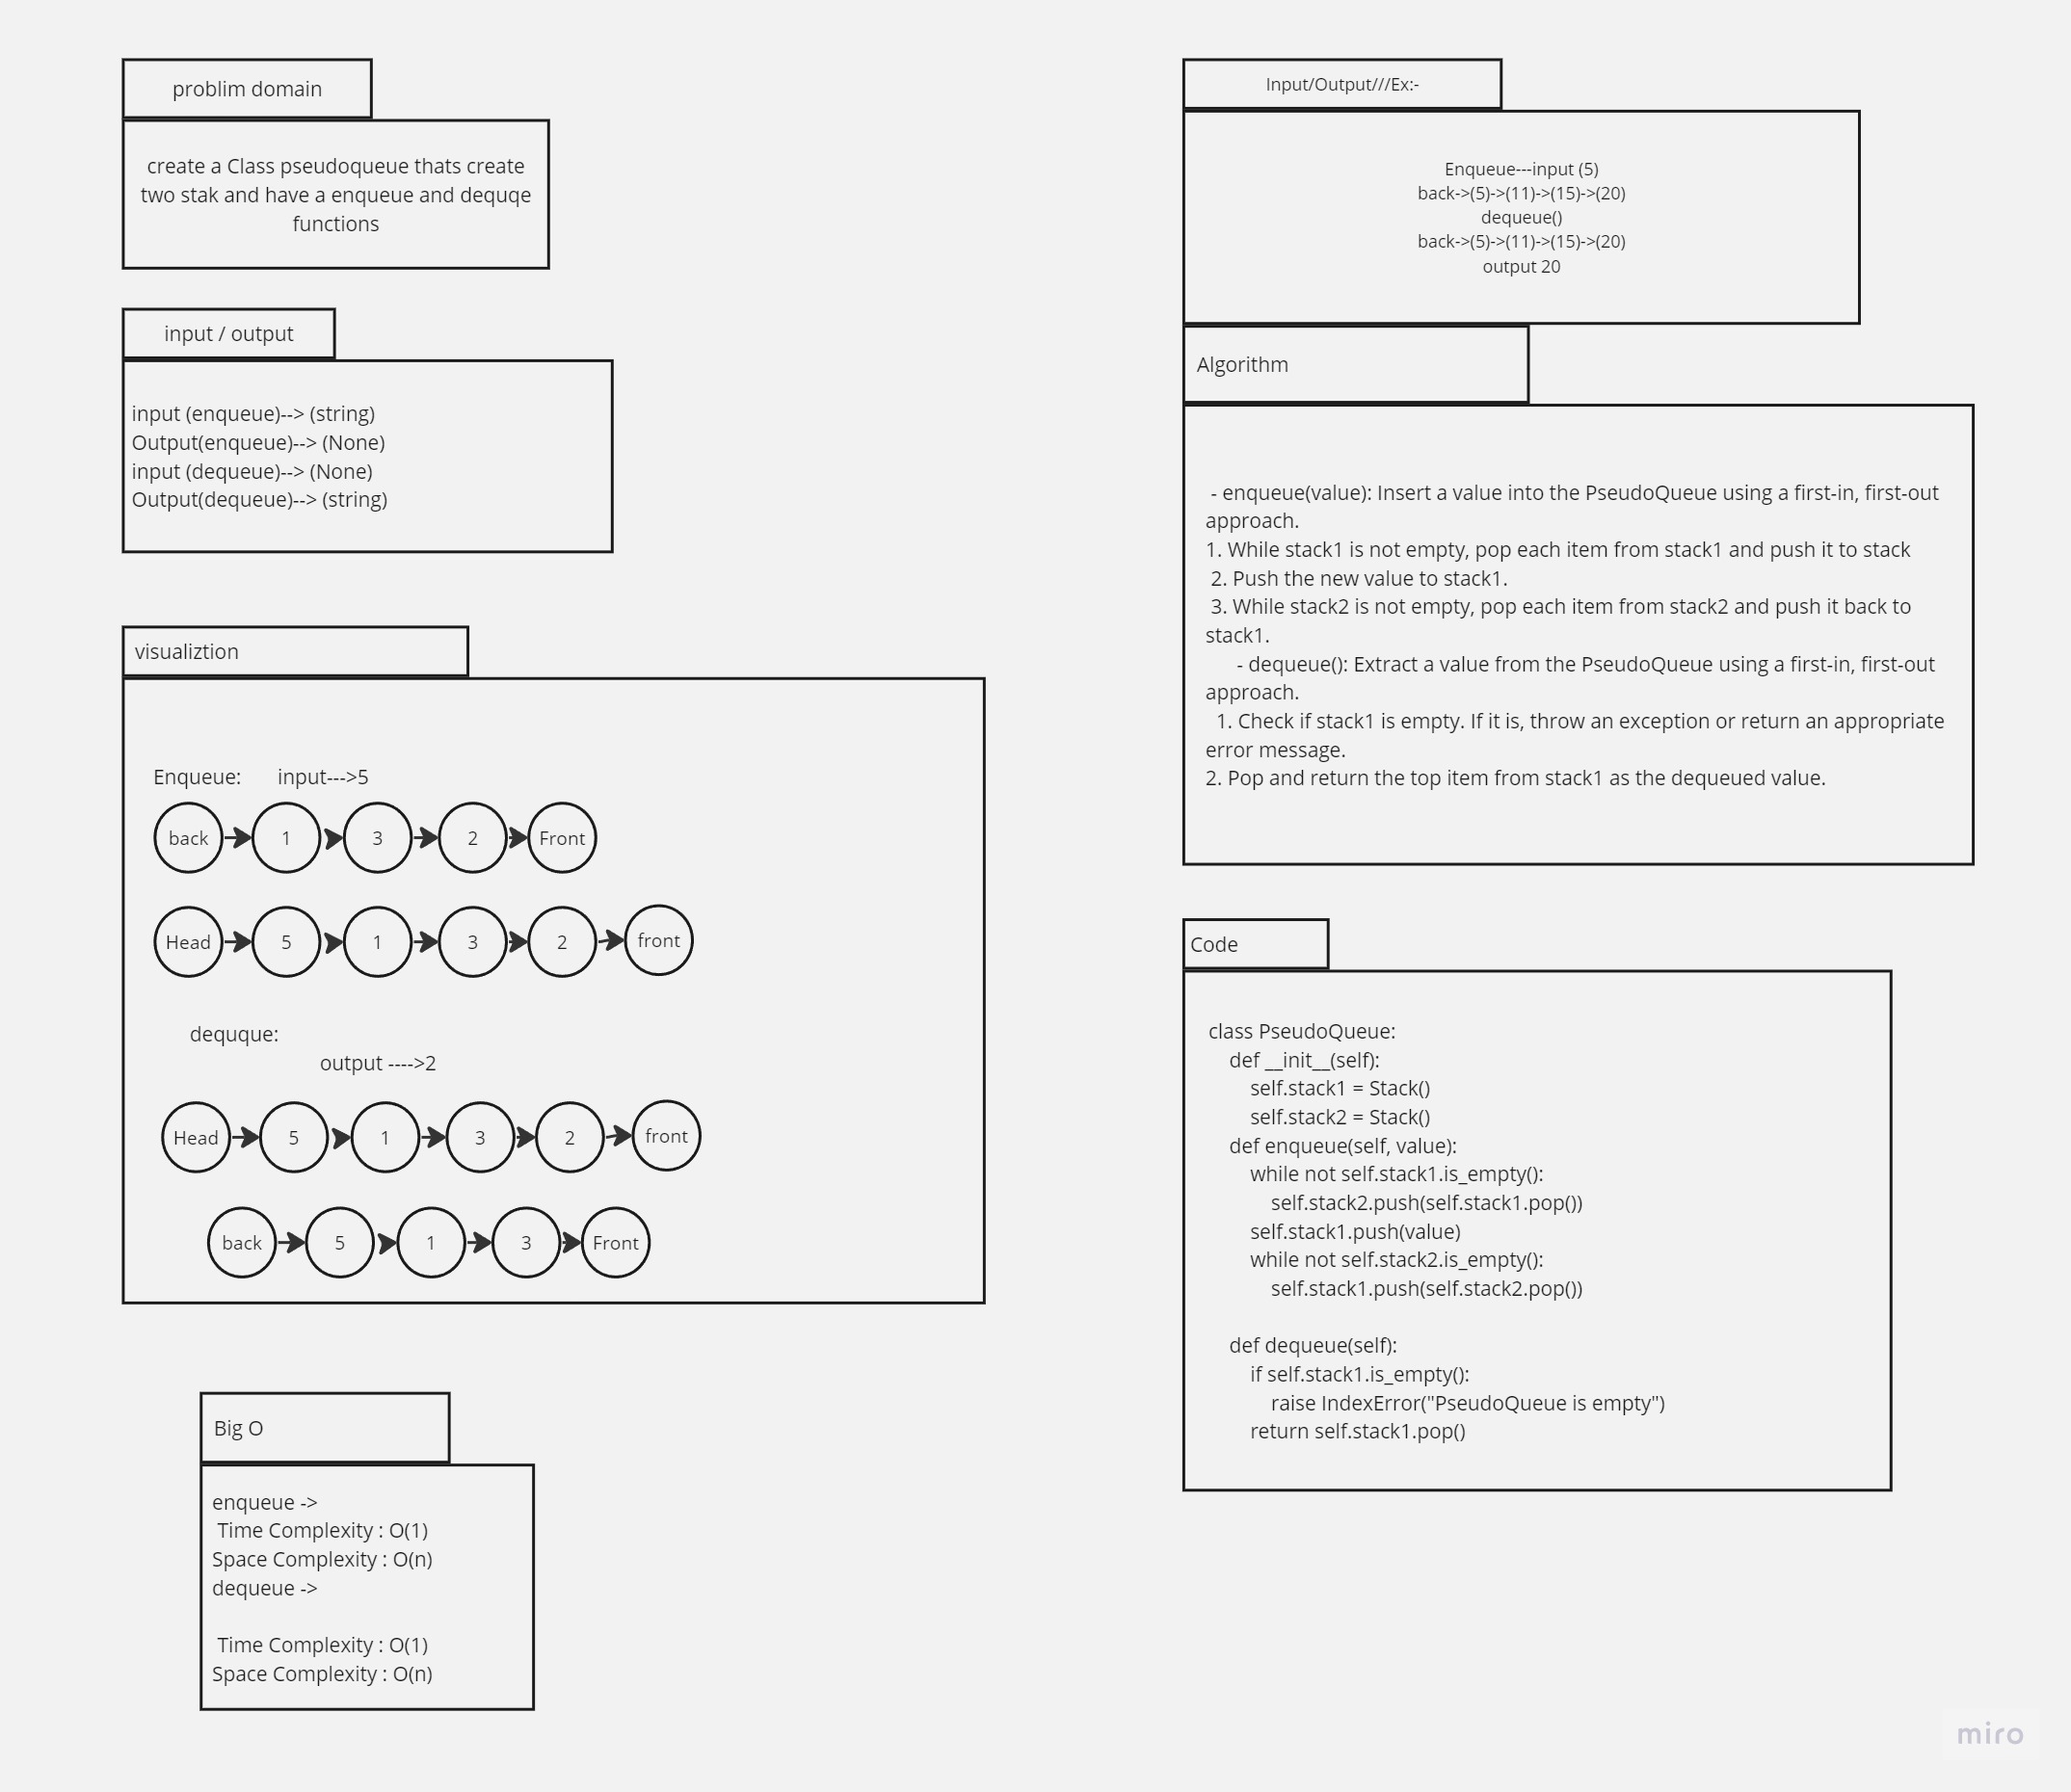 problim domain
create a Class pseudoqueue thats create
two stak and have a enqueue and dequqe
functions
input / output
input (enqueue)--> (string)
Output(enqueue)--> (None)
input (dequeue)--> (None)
Output(dequeue)--> (string)
visualiztion
Enqueue: input--->5
back 1 3 2 Front
Head 5 1 3 2 front
dequque:
output ---->2
Head 5 1 3 2 front
back 5 1 3 Front
Big O
enqueue ->
Time Complexity : O(1)
Space Complexity : O(n)
dequeue ->
Time Complexity : O(1)
Space Complexity : O(n)
Input/Output///Ex:-
Enqueue---input (5)
back->(5)->(11)->(15)->(20)
dequeue()
back->(5)->(11)->(15)->(20)
output 20
Algorithm
- enqueue(value): Insert a value into the PseudoQueue using a first-in, first-out
approach.
1. While stack1 is not empty, pop each item from stack1 and push it to stack
2. Push the new value to stack1.
3. While stack2 is not empty, pop each item from stack2 and push it back to
stack1.
- dequeue(): Extract a value from the PseudoQueue using a first-in, first-out
approach.
1. Check if stack1 is empty. If it is, throw an exception or return an appropriate
error message.
2. Pop and return the top item from stack1 as the dequeued value.
Code
class PseudoQueue:
def __init__(self):
self.stack1 = Stack()
self.stack2 = Stack()
def enqueue(self, value):
while not self.stack1.is_empty():
self.stack2.push(self.stack1.pop())
self.stack1.push(value)
while not self.stack2.is_empty():
self.stack1.push(self.stack2.pop())
def dequeue(self):
if self.stack1.is_empty():
raise IndexError("PseudoQueue is empty")
return self.stack1.pop()
miro